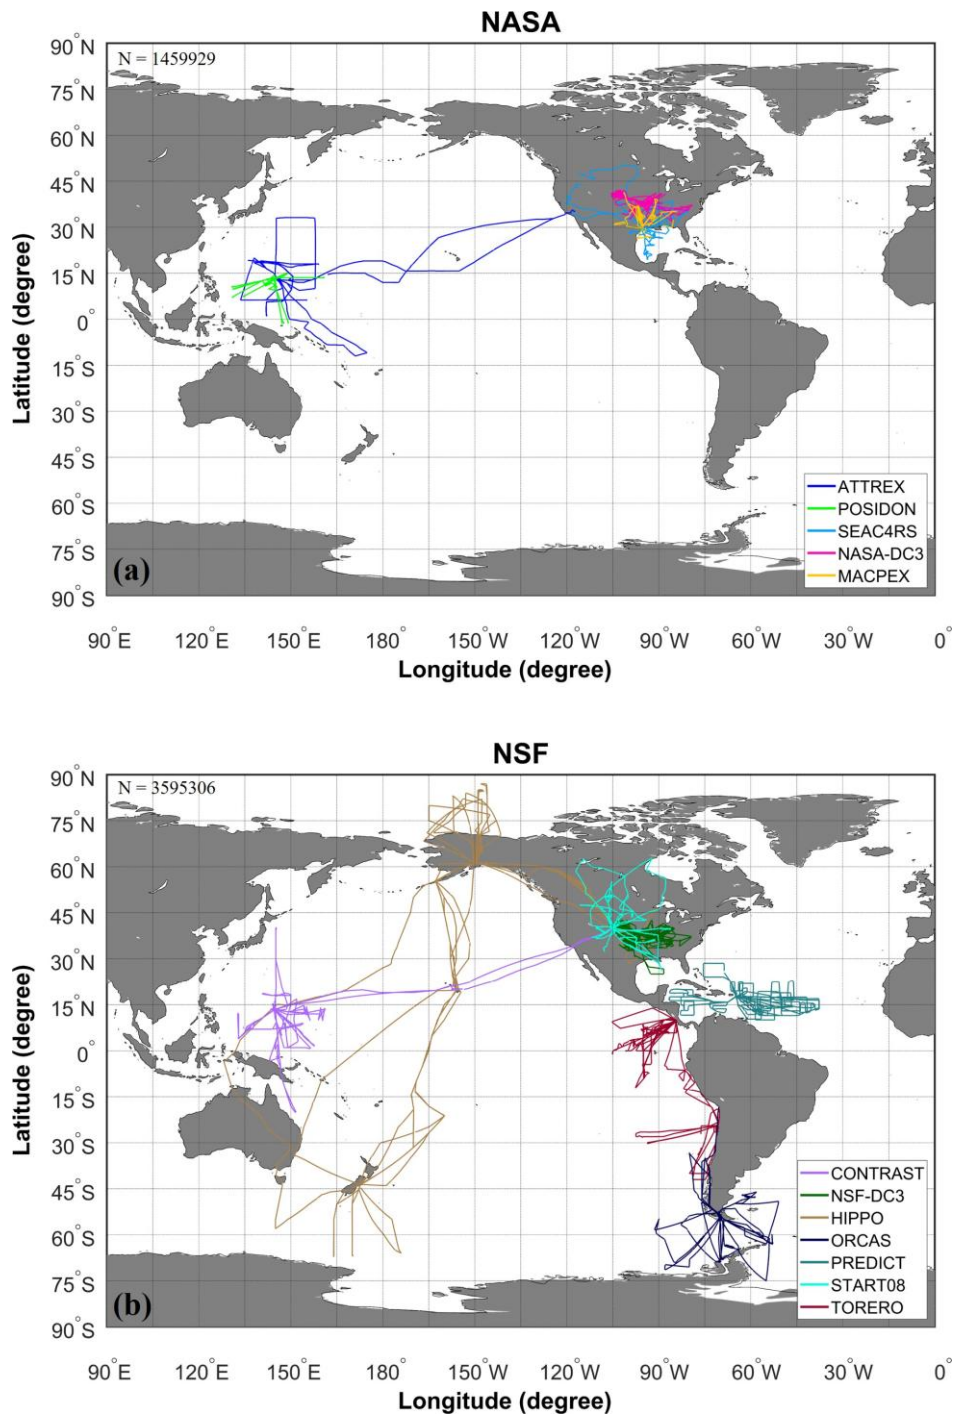 NASA
N = 1459929
90°N
75°N
60°N
45°N
30°N
15°N
0°
15°S
30°S
45°S
60°S
75°S
90°S
Latitude (degree)
ATTREX
POSIDON
SEAC4RS
NASA-DC3
MACPEX
(a)
90°E 120°E 150°E 180° 150°W 120°W 90°W 60°W 30°W 0°
Longitude (degree)
NSF
N = 3595306
90°N
75°N
60°N
45°N
30°N
15°N
0°
15°S
30°S
45°S
60°S
75°S
90°S
Latitude (degree)
CONTRAST
NSF-DC3
HIPPO
ORCAS
PREDICT
START08
TORERO
(b)
90°E 120°E 150°E 180° 150°W 120°W 90°W 60°W 30°W 0°
Longitude (degree)